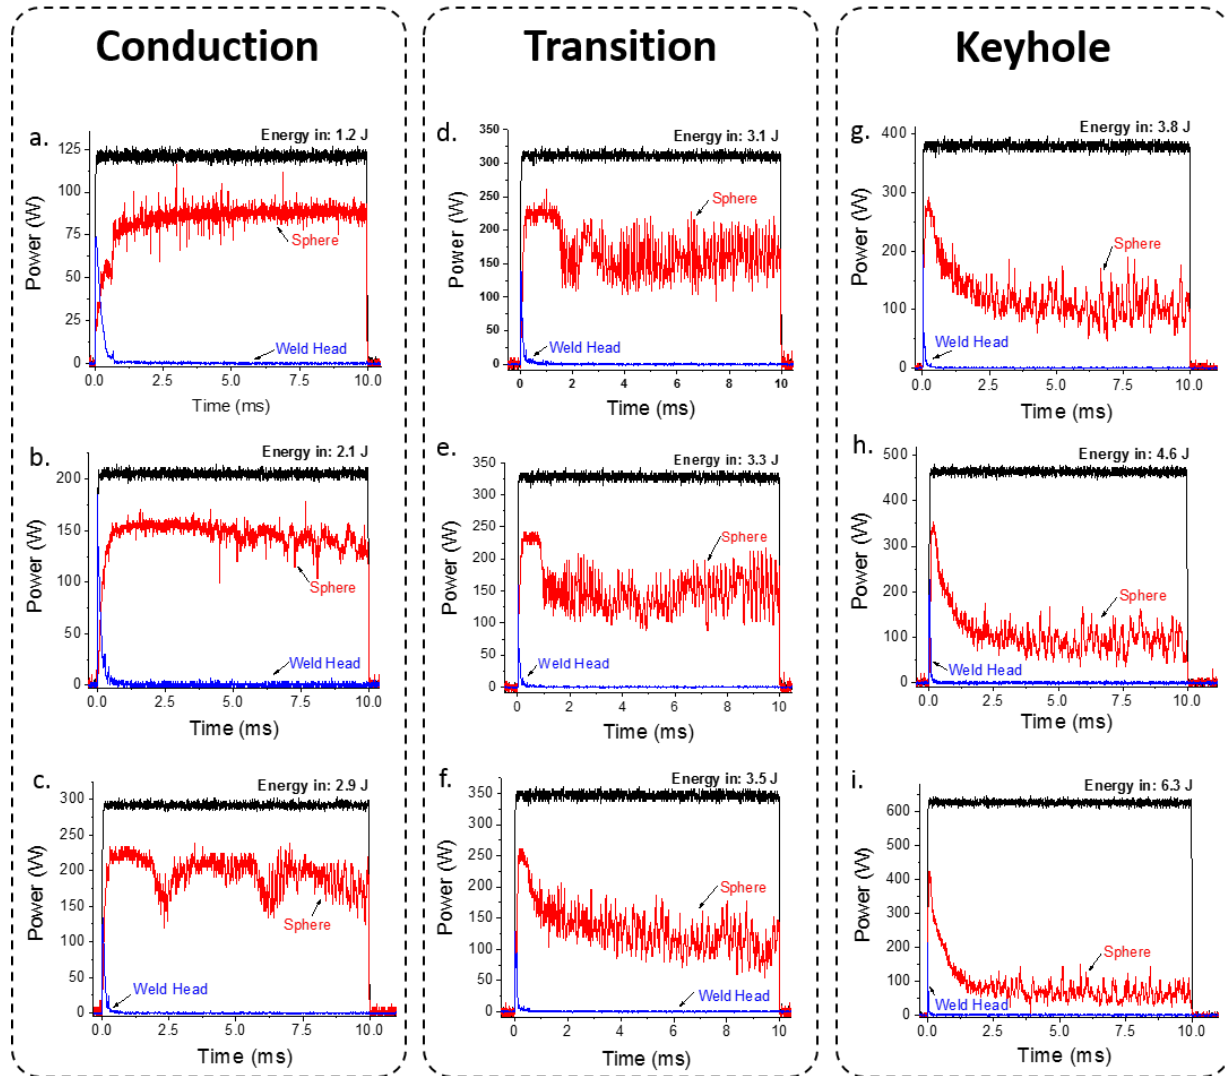 Conduction
Transition
Keyhole
a.
Energy in: 1.2 J
125
100
75
50
25
0
Power (W)
Sphere
Weld Head
0.0 2.5 5.0 7.5 10.0
Time (ms)
b.
Energy in: 2.1 J
200
150
100
50
0
Power (W)
Sphere
Weld Head
0.0 2.5 5.0 7.5 10.0
Time (ms)
c.
Energy in: 2.9 J
300
250
200
150
100
50
0
Power (W)
Sphere
Weld Head
0.0 2.5 5.0 7.5 10.0
Time (ms)
d.
Energy in: 3.1 J
350
300
250
200
150
100
50
0
Power (W)
Sphere
Weld Head
0 2 4 6 8 10
Time (ms)
e.
Energy in: 3.3 J
350
300
250
200
150
100
50
0
Power (W)
Sphere
Weld Head
0 2 4 6 8 10
Time (ms)
f.
Energy in: 3.5 J
350
300
250
200
150
100
50
0
Power (W)
Sphere
Weld Head
0 2 4 6 8 10
Time (ms)
g.
Energy in: 3.8 J
400
300
200
100
0
Power (W)
Sphere
Weld Head
0.0 2.5 5.0 7.5 10.0
Time (ms)
h.
Energy in: 4.6 J
500
400
300
200
100
0
Power (W)
Sphere
Weld Head
0.0 2.5 5.0 7.5 10.0
Time (ms)
i.
Energy in: 6.3 J
600
500
400
300
200
100
0
Power (W)
Sphere
Weld Head
0.0 2.5 5.0 7.5 10.0
Time (ms)